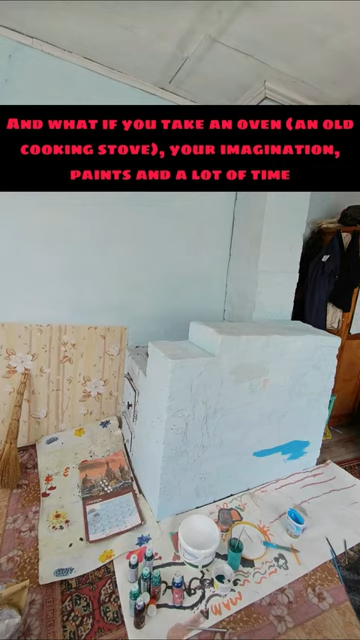 And what if you take an oven (an old
cooking stove), your imagination,
paints and a lot of time